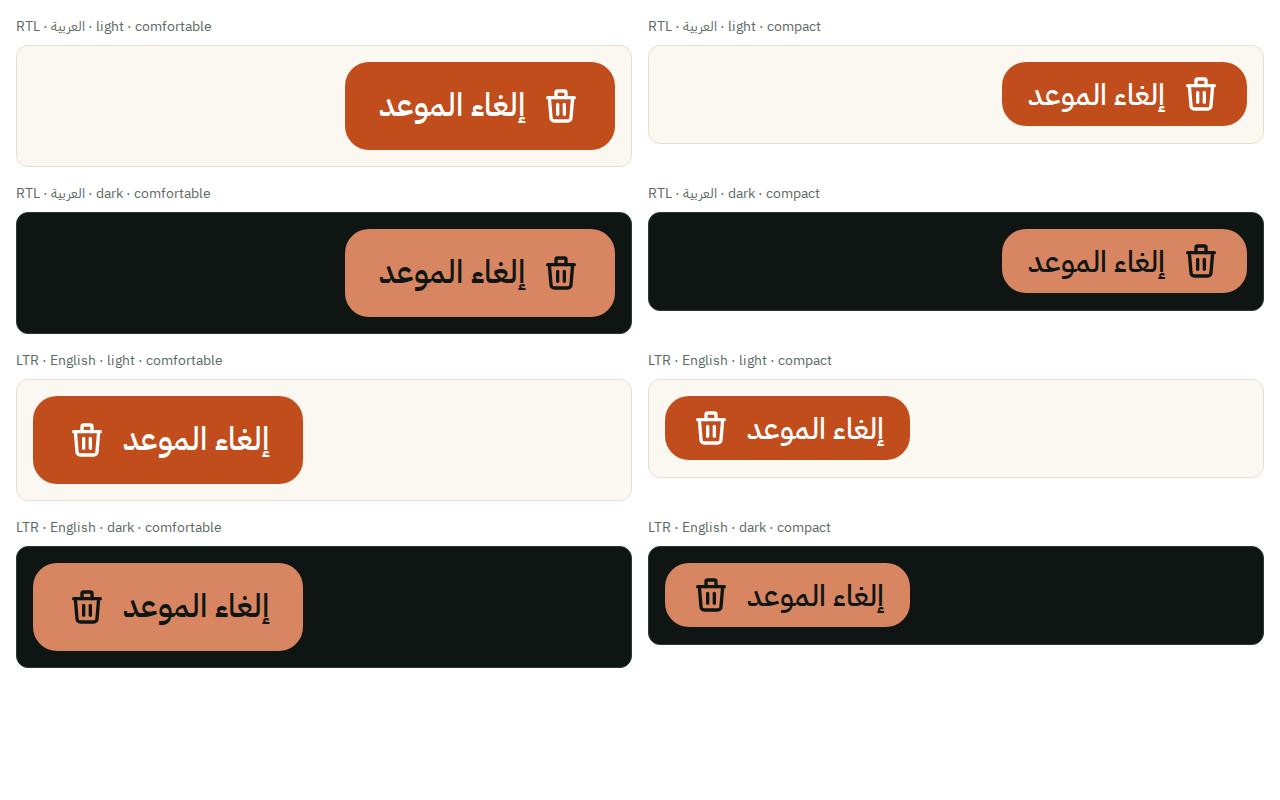 RTL · العربية · light · comfortable
إلغاء الموعد
RTL · العربية · light · compact
إلغاء الموعد
RTL · العربية · dark · comfortable
إلغاء الموعد
RTL · العربية · dark · compact
إلغاء الموعد
LTR · English · light · comfortable
إلغاء الموعد
LTR · English · light · compact
إلغاء الموعد
LTR · English · dark · comfortable
إلغاء الموعد
LTR · English · dark · compact
إلغاء الموعد